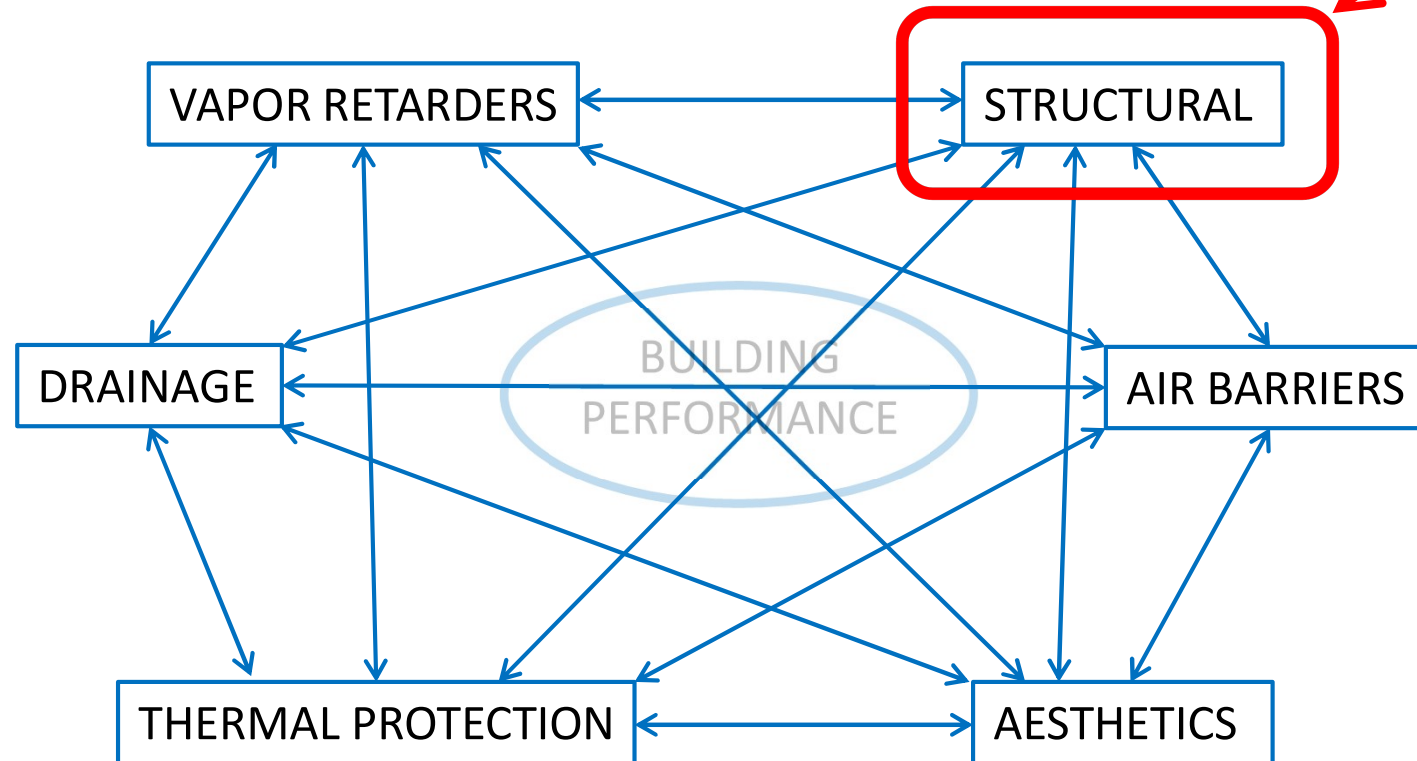 VAPOR RETARDERS
STRUCTURAL
BUILDING
PERFORMANCE
DRAINAGE
AIR BARRIERS
THERMAL PROTECTION
AESTHETICS